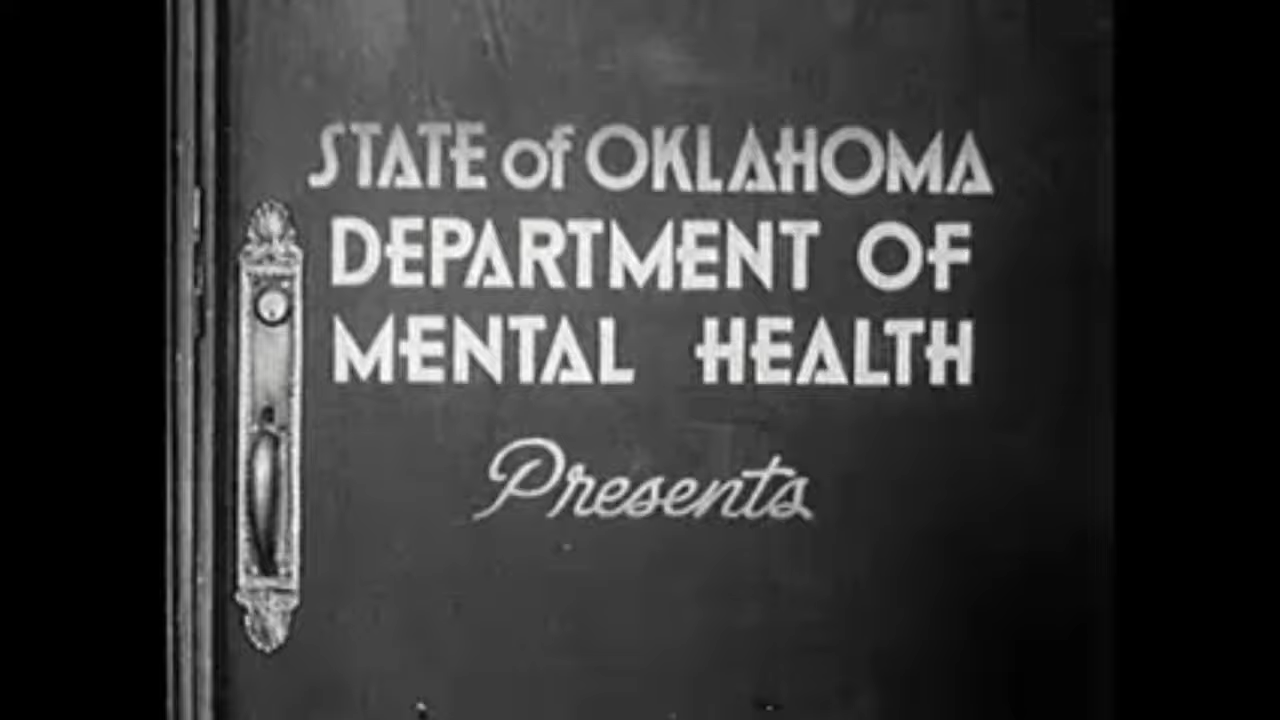 STATE of OKLAHOMA
DEPARTMENT OF
MENTAL HEALTH
Presents